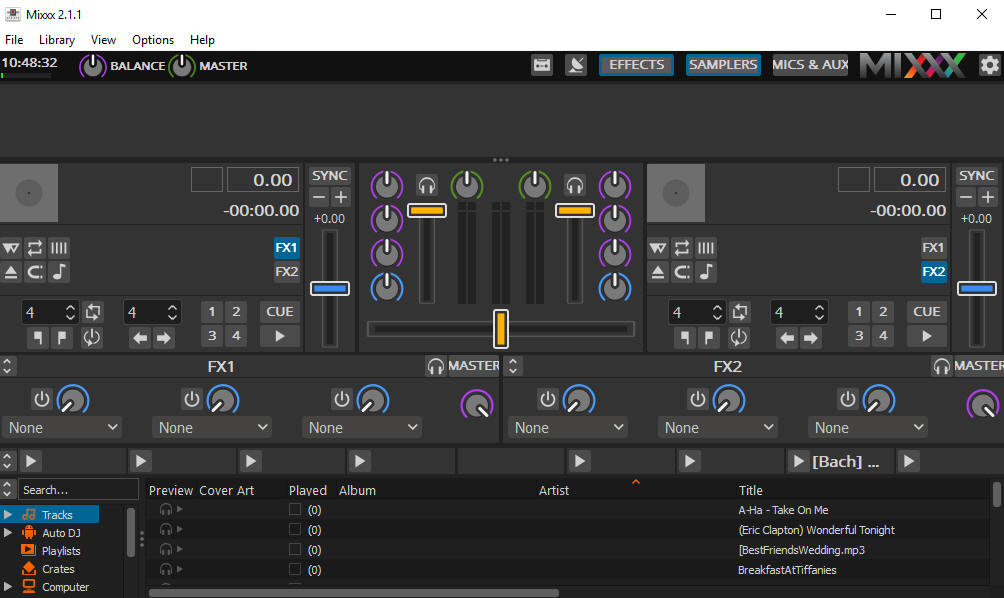 Mixxx 2.1.1
File Library View Options Help
10:48:32 BALANCE MASTER EFFECTS SAMPLERS MICS & AUX MIXXX
0.00 SYNC 0.00 SYNC
-00:00.00 +0.00 -00:00.00 +0.00
FX1 FX1
FX2 FX2
4 4 1 2 CUE 4 4 1 2 CUE
3 4 3 4
FX1 MASTER FX2 MASTER
None None None None None None
[Bach] ...
Search... Preview Cover Art Played Album Artist Title
Tracks (0) A-Ha - Take On Me
Auto DJ (0) (Eric Clapton) Wonderful Tonight
Playlists (0) [BestFriendsWedding.mp3
Crates (0) BreakfastAtTiffanies
Computer